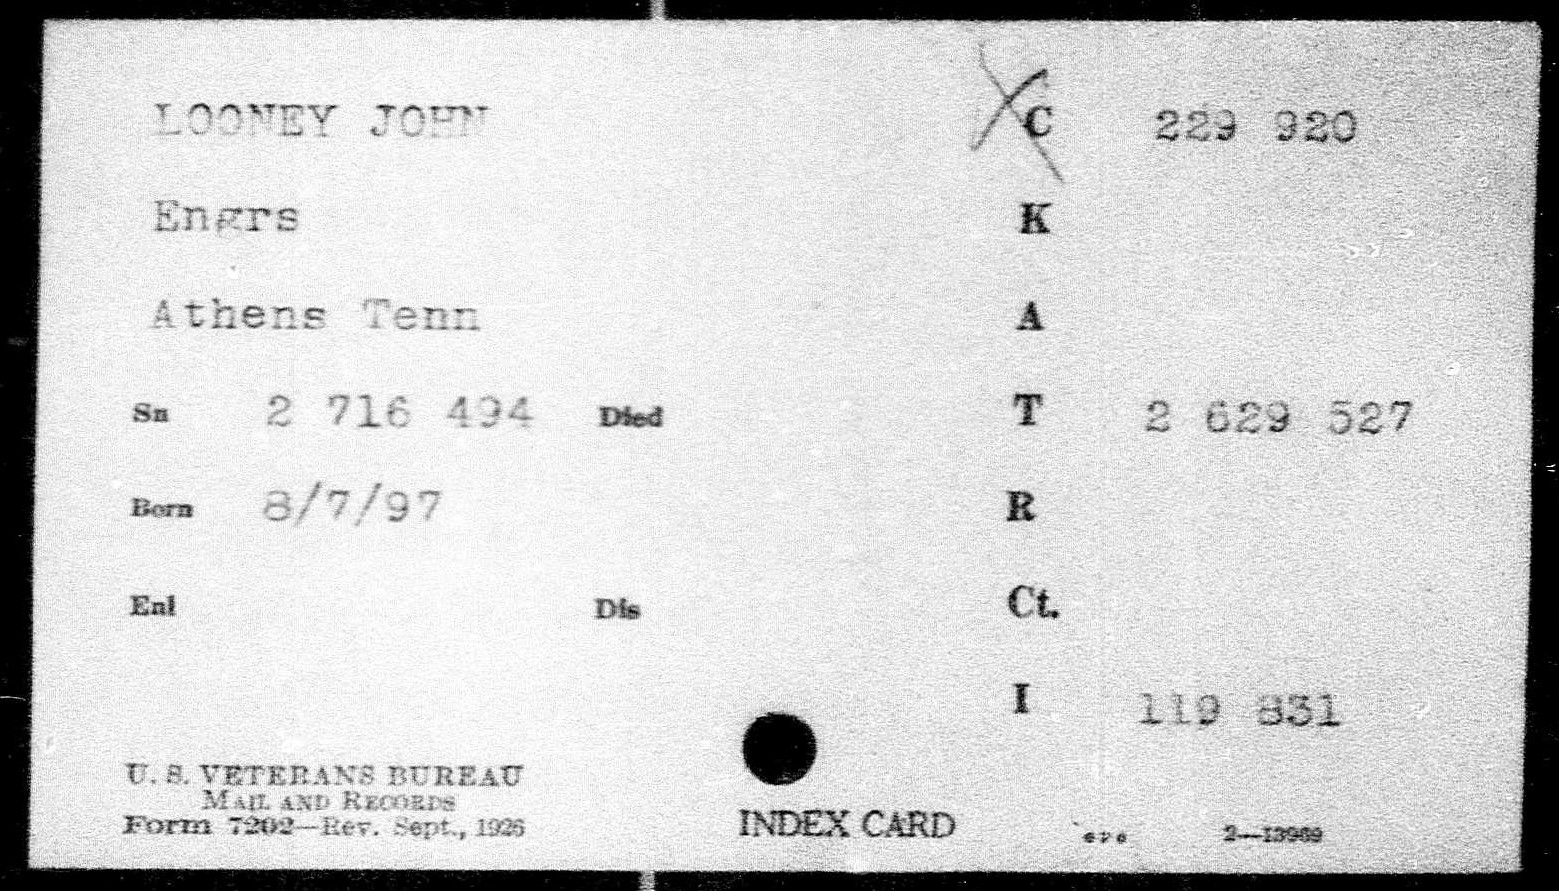 LOONEY JOHN X C 229 920
Engrs K
Athens Tenn A
Sn 2 716 494 Died T 2 629 527
Born 8/7/97 R
Enl Dis Ct.
I 119 831
U. S. VETERANS BUREAU
MAIL AND RECORDS
Form 7202—Rev. Sept., 1926
INDEX CARD
2—13969